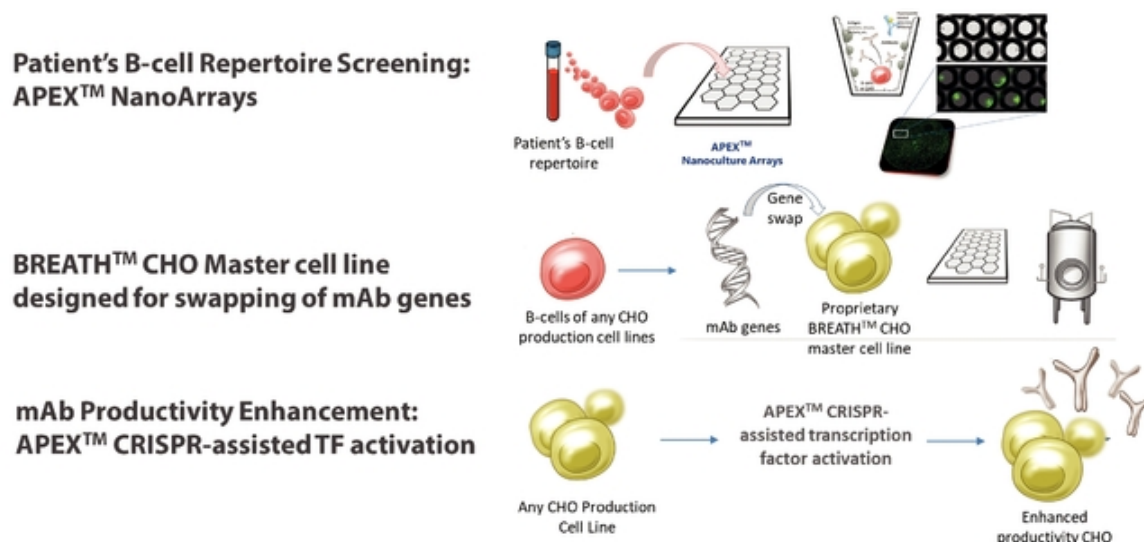 Patient's B-cell Repertoire Screening:
APEX™ NanoArrays
Patient's B-cell
repertoire
APEX™
Nanoculture Arrays
BREATH™ CHO Master cell line
designed for swapping of mAb genes
B-cells of any CHO
production cell lines
mAb genes
Gene
swap
Proprietary
BREATH™ CHO
master cell line
mAb Productivity Enhancement:
APEX™ CRISPR-assisted TF activation
Any CHO Production
Cell Line
APEX™ CRISPR-
assisted transcription
factor activation
Enhanced
productivity CHO